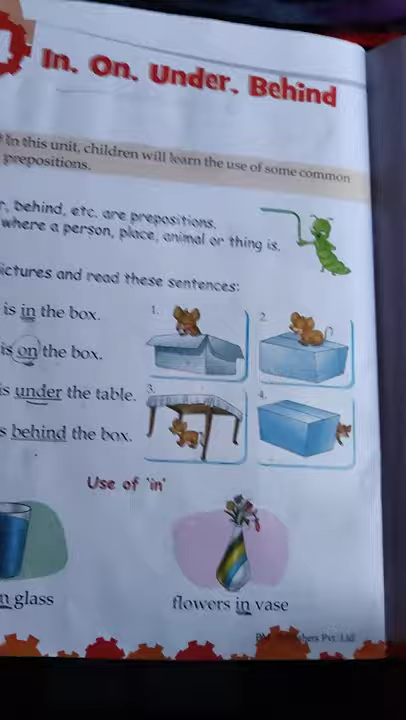 In. On. Under. Behind
In this unit, children will learn the use of some common
prepositions.
behind, etc. are prepositions.
where a person, place, animal or thing is.
pictures and read these sentences:
is in the box.
1.
2.
is on the box.
is under the table.
3.
4.
behind the box.
Use of 'in'
glass
flowers in vase
Pvt. Ltd